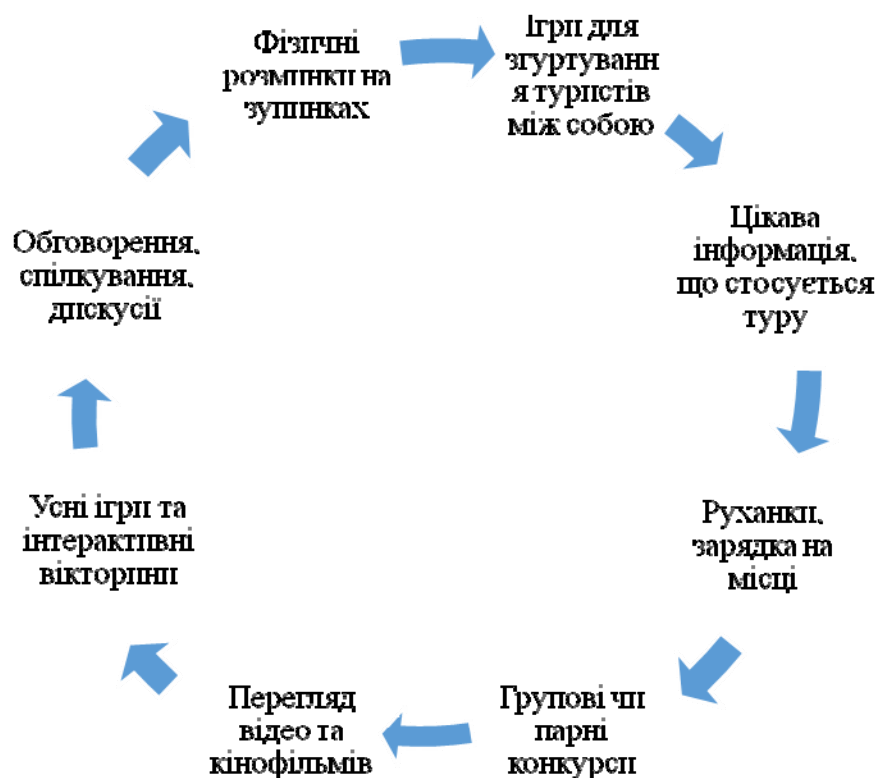 Фізичні
розминки на
зупинках
Ігри для
згуртуванн
я туристів
між собою
Цікава
інформація,
що стосується
туру
Руханки,
зарядка на
місці
Групові чи
парні
конкурси
Перегляд
відео та
кінофільмів
Усні ігри та
інтерактивні
вікторини
Обговорення,
спілкування,
дискусії